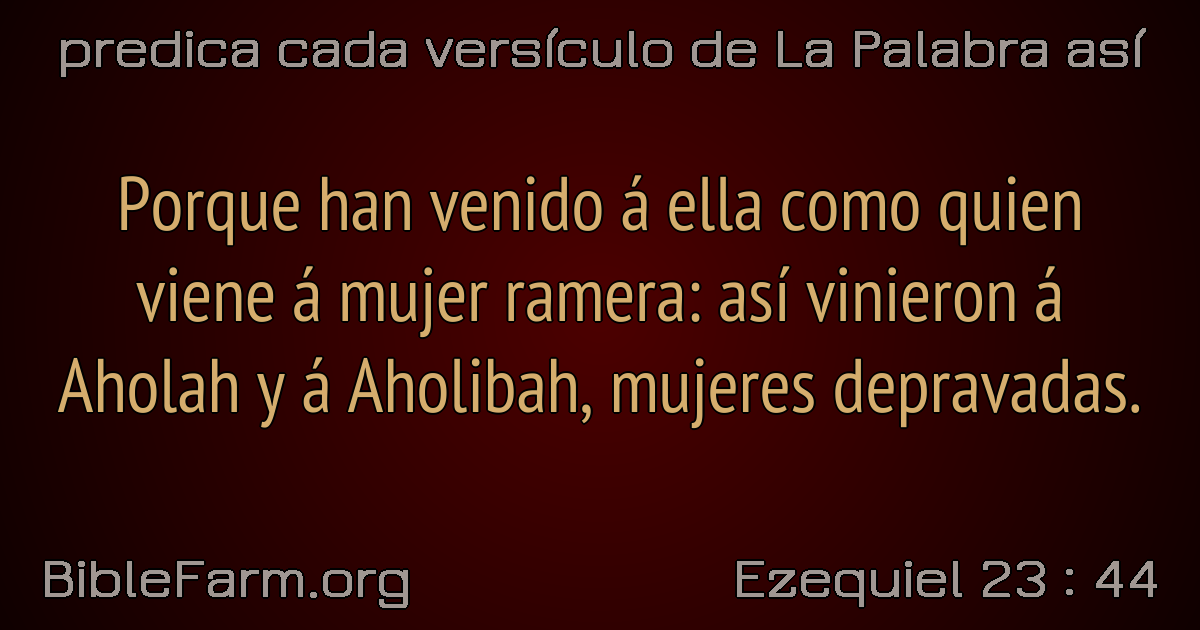 predica cada versículo de La Palabra así
Porque han venido á ella como quien
viene á mujer ramera: así vinieron á
Aholah y á Aholibah, mujeres depravadas.
BibleFarm.org
Ezequiel 23 : 44